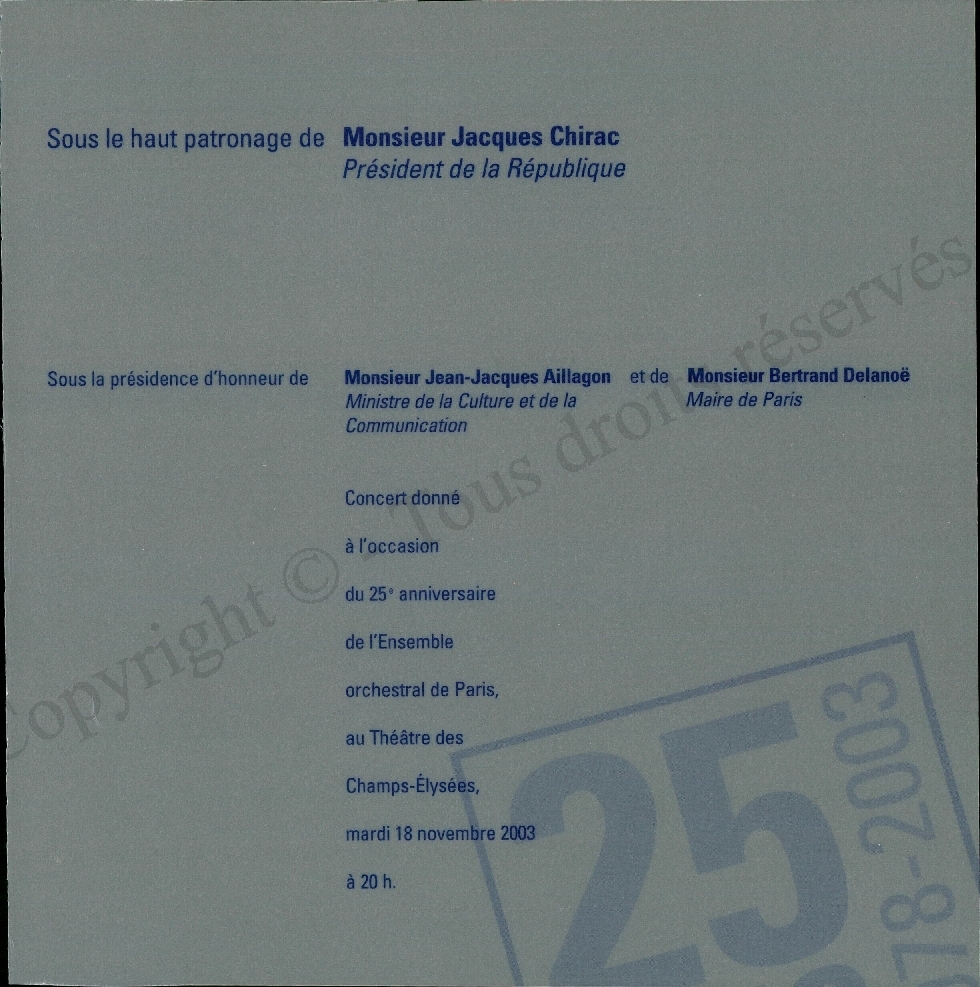 Sous le haut patronage de Monsieur Jacques Chirac
Président de la République
Sous la présidence d'honneur de Monsieur Jean-Jacques Aillagon et de Monsieur Bertrand Delanoë
Ministre de la Culture et de la Maire de Paris
Communication
Concert donné
à l'occasion
du 25e anniversaire
de l'Ensemble
orchestral de Paris,
au Théâtre des
Champs-Élysées,
mardi 18 novembre 2003
à 20 h.
25
978-2003
Copyright © - Tous droits réservés